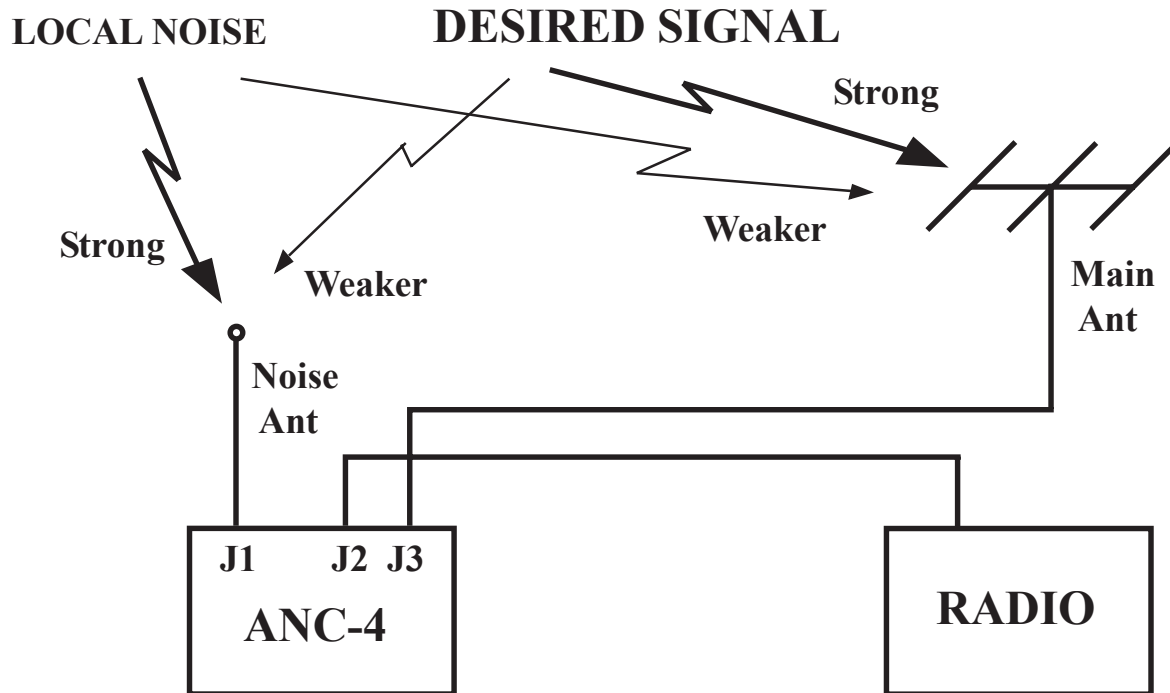 LOCAL NOISE
DESIRED SIGNAL
Strong
Strong
Weaker
Weaker
Main
Ant
Noise
Ant
J1 J2 J3
ANC-4
RADIO